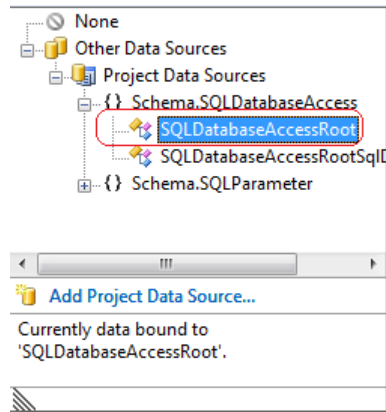 None
Other Data Sources
Project Data Sources
{} Schema.SQLDatabaseAccess
SQLDatabaseAccessRoot
SQLDatabaseAccessRootSqlD
{} Schema.SQLParameter
Add Project Data Source...
Currently data bound to
'SQLDatabaseAccessRoot'.